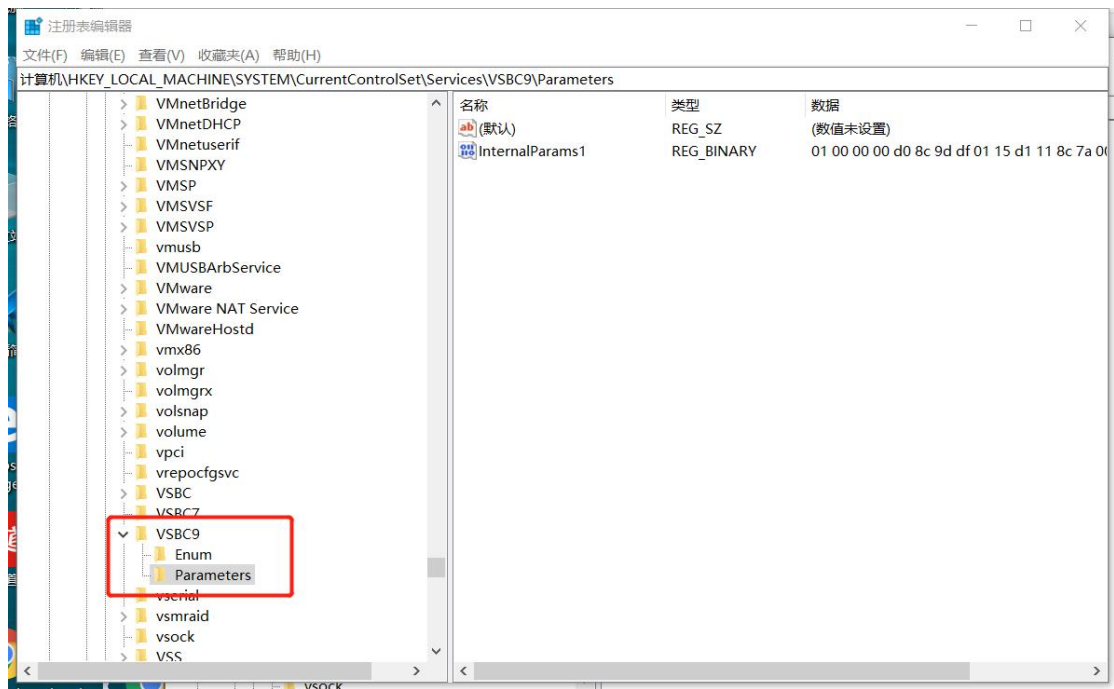 注册表编辑器
文件(F) 编辑(E) 查看(V) 收藏夹(A) 帮助(H)
计算机\HKEY_LOCAL_MACHINE\SYSTEM\CurrentControlSet\Services\VSBC9\Parameters
VMnetBridge
VMnetDHCP
VMnetuserif
VMSNPXY
VMSP
VMSVSF
VMSVSP
vmusb
VMUSBArbService
VMware
VMware NAT Service
VMwareHostd
vmx86
volmgr
volmgrx
volsnap
volume
vpci
vrepocfgsvc
VSBC
VSBC7
VSBC9
Enum
Parameters
vserial
vsmraid
vsock
VSS
名称 类型 数据
(默认) REG_SZ (数值未设置)
InternalParams1 REG_BINARY 01 00 00 00 d0 8c 9d df 01 15 d1 11 8c 7a 00
vsock